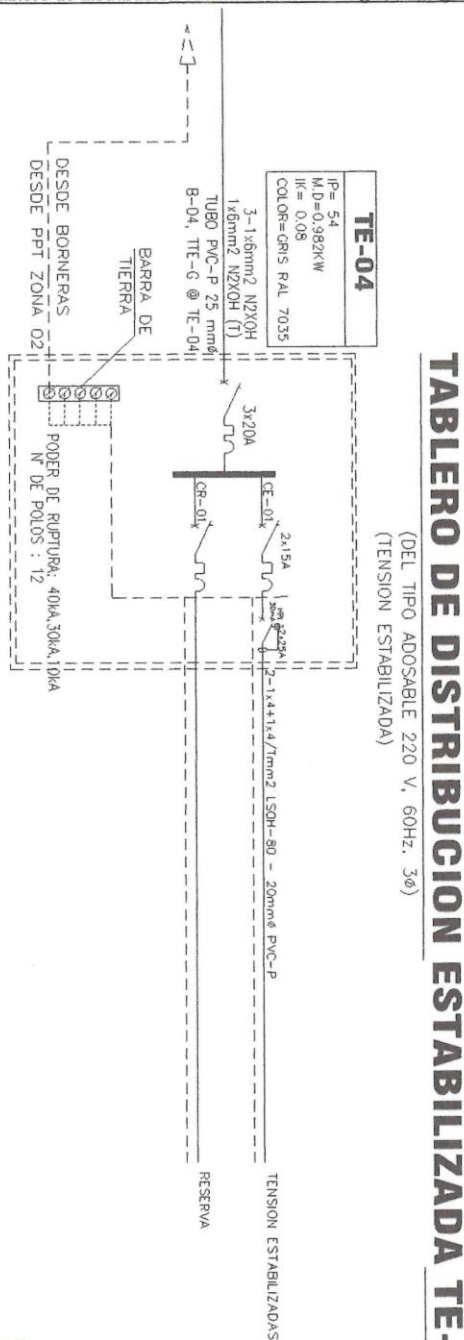 TABLERO DE DISTRIBUCION ESTABILIZADA TE-
(DEL TIPO ADOSABLE 220 V, 60Hz, 3ø)
(TENSION ESTABILIZADA)
TE-04
IP= 54
M.D=0.982KW
IK= 0.08
COLOR=GRIS RAL 7035
3-1x6mm2 N2XOH
1x6mm2 N2XOH (T)
TUBO PVC-P 25 mmø
B-04, TTE-G @ TE-04
3x20A
CE-01
2x15A
2x25A
30mA
2-1x4+1x4/Tmm2 LSOH-80 - 20mmø PVC-P
TENSION ESTABILIZADAS
CR-01
RESERVA
BARRA DE
TIERRA
DESDE BORNERAS
DESDE PPT ZONA 02
PODER DE RUPTURA: 40kA,30kA,10kA
N° DE POLOS : 12